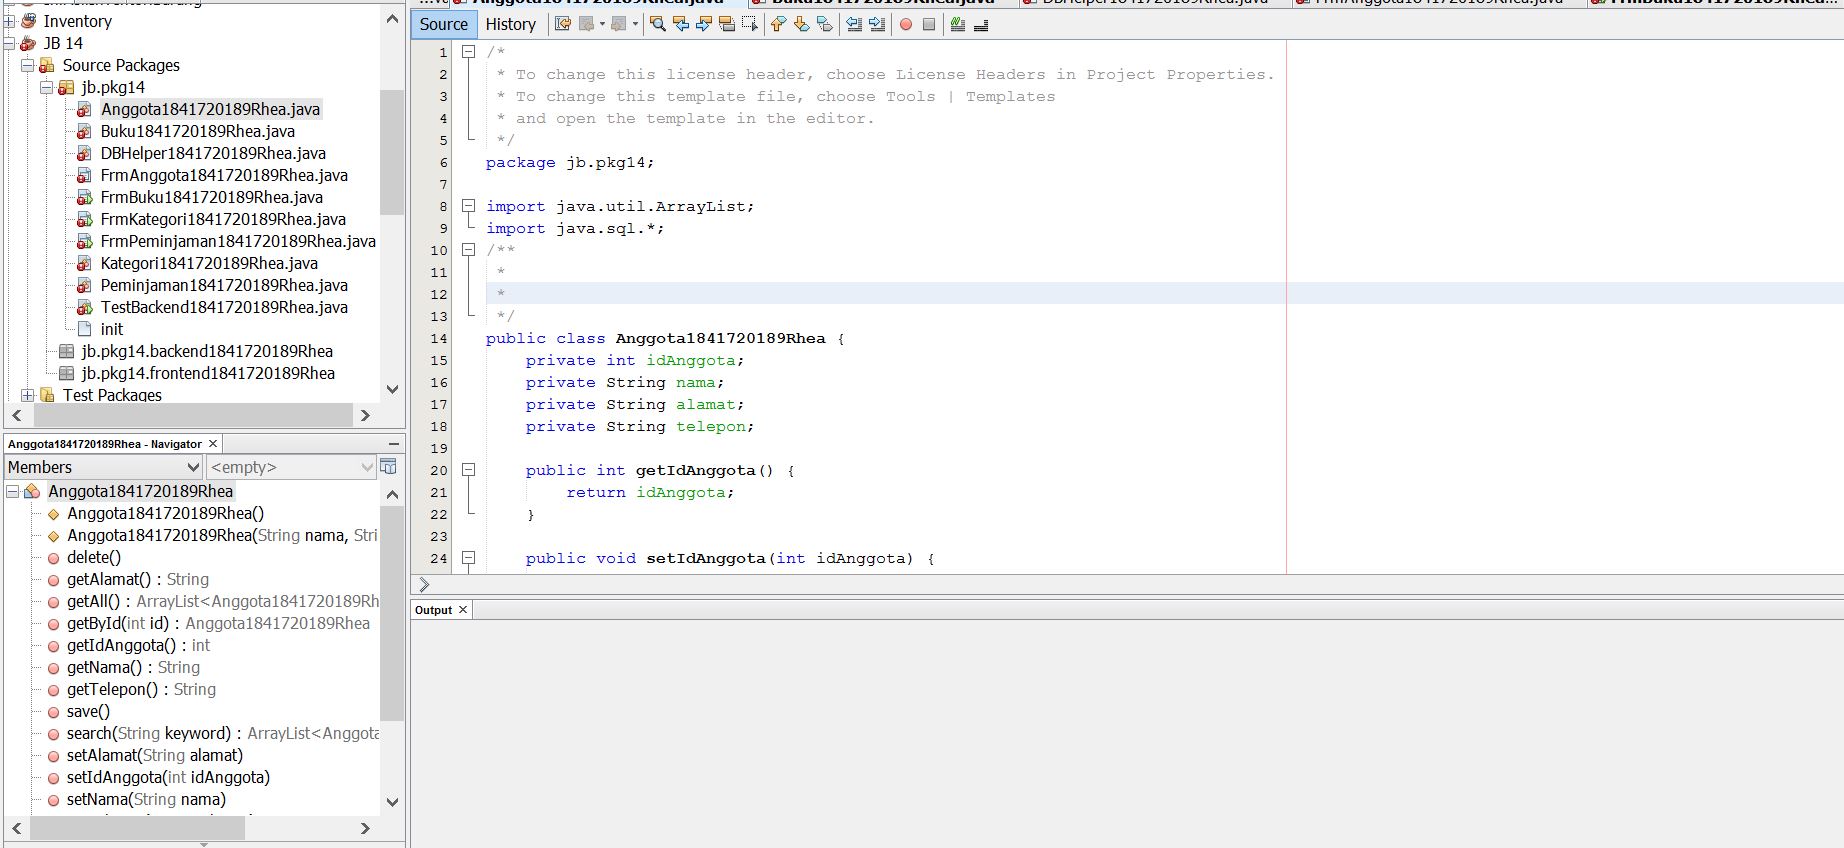 Inventory
JB 14
Source Packages
jb.pkg14
Anggota1841720189Rhea.java
Buku1841720189Rhea.java
DBHelper1841720189Rhea.java
FrmAnggota1841720189Rhea.java
FrmBuku1841720189Rhea.java
FrmKategori1841720189Rhea.java
FrmPeminjaman1841720189Rhea.java
Kategori1841720189Rhea.java
Peminjaman1841720189Rhea.java
TestBackend1841720189Rhea.java
init
jb.pkg14.backend1841720189Rhea
jb.pkg14.frontend1841720189Rhea
Test Packages
Anggota1841720189Rhea - Navigator
Members <empty>
Anggota1841720189Rhea
Anggota1841720189Rhea()
Anggota1841720189Rhea(String nama, Stri
delete()
getAlamat() : String
getAll() : ArrayList<Anggota1841720189Rh
getById(int id) : Anggota1841720189Rhea
getIdAnggota() : int
getNama() : String
getTelepon() : String
save()
search(String keyword) : ArrayList<Anggota
setAlamat(String alamat)
setIdAnggota(int idAnggota)
setNama(String nama)
Anggota1841720189Rhea.java Buku1841720189Rhea.java DBHelper1841720189Rhea.java FrmAnggota1841720189Rhea.java FrmBuku1841720189Rhea...
Source History
1 /*
2 * To change this license header, choose License Headers in Project Properties.
3 * To change this template file, choose Tools | Templates
4 * and open the template in the editor.
5 */
6 package jb.pkg14;
7
8 import java.util.ArrayList;
9 import java.sql.*;
10 /**
11 *
12 *
13 */
14 public class Anggota1841720189Rhea {
15 private int idAnggota;
16 private String nama;
17 private String alamat;
18 private String telepon;
19
20 public int getIdAnggota() {
21 return idAnggota;
22 }
23
24 public void setIdAnggota(int idAnggota) {
Output